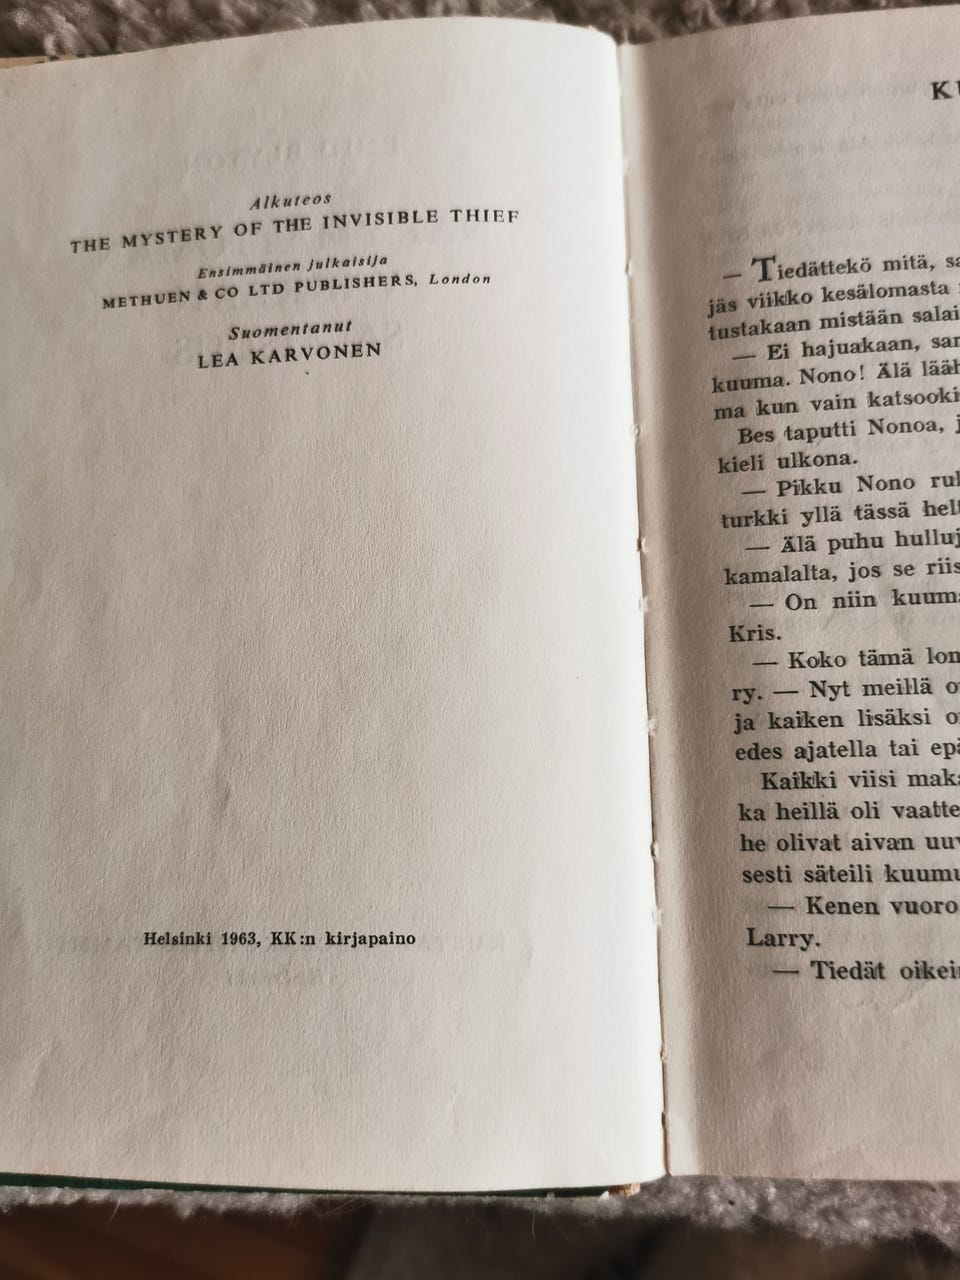 Alkuteos
THE MYSTERY OF THE INVISIBLE THIEF
Ensimmäinen julkaisija
METHUEN & CO LTD PUBLISHERS, London
Suomentanut
LEA KARVONEN
Helsinki 1963, KK:n kirjapaino
— Tiedättekö mitä,
jäs viikko kesälomasta
tustakaan mistään
— Ei hajuakaan,
kuuma. Nono! Älä
ma kun vain
Bes taputti Nonoa,
kieli ulkona.
— Pikku Nono
turkki yllä tässä
— Älä puhu
kamalalta, jos se
— On niin
Kris.
— Koko tämä
ry. — Nyt meillä
ja kaiken lisäksi
edes ajatella tai
Kaikki viisi
ka heillä oli
he olivat aivan
sesti säteili
— Kenen vuoro
Larry.
— Tiedät